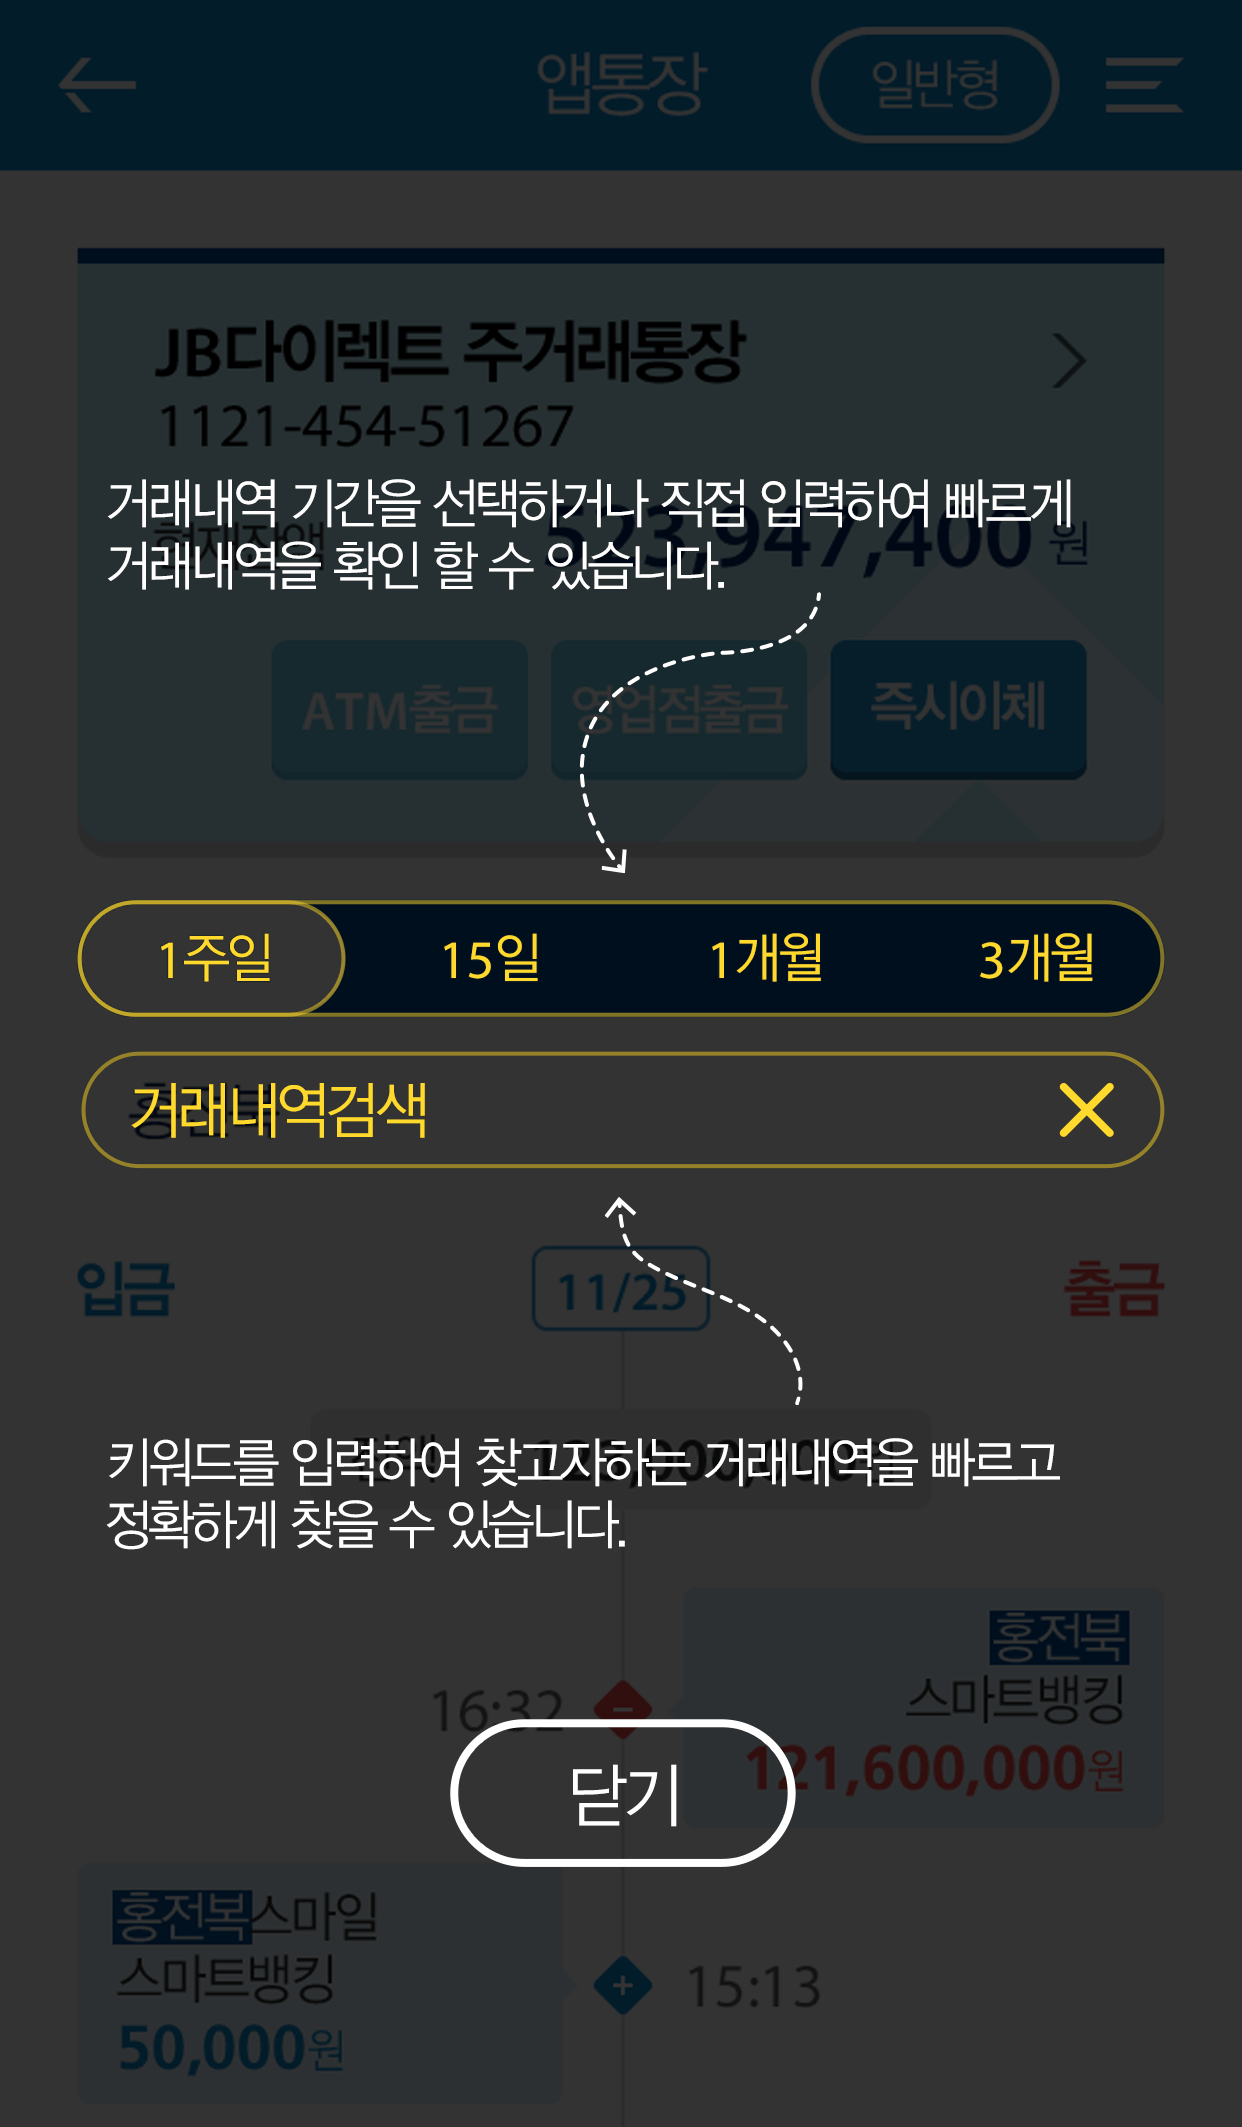 앱통장
일반형
JB다이렉트 주거래통장
1121-454-51267
거래내역 기간을 선택하거나 직접 입력하여 빠르게
현재잔액 523,947,400 원
거래내역을 확인 할 수 있습니다.
ATM출금 영업점출금 즉시이체
1주일 15일 1개월 3개월
거래내역검색
홍전북
입금 11/25 출금
키워드를 입력하여 찾고자하는 거래내역을 빠르고
정확하게 찾을 수 있습니다.
홍전북
스마트뱅킹
16:32
121,600,000원
닫기
홍전복스마일
스마트뱅킹
15:13
50,000원